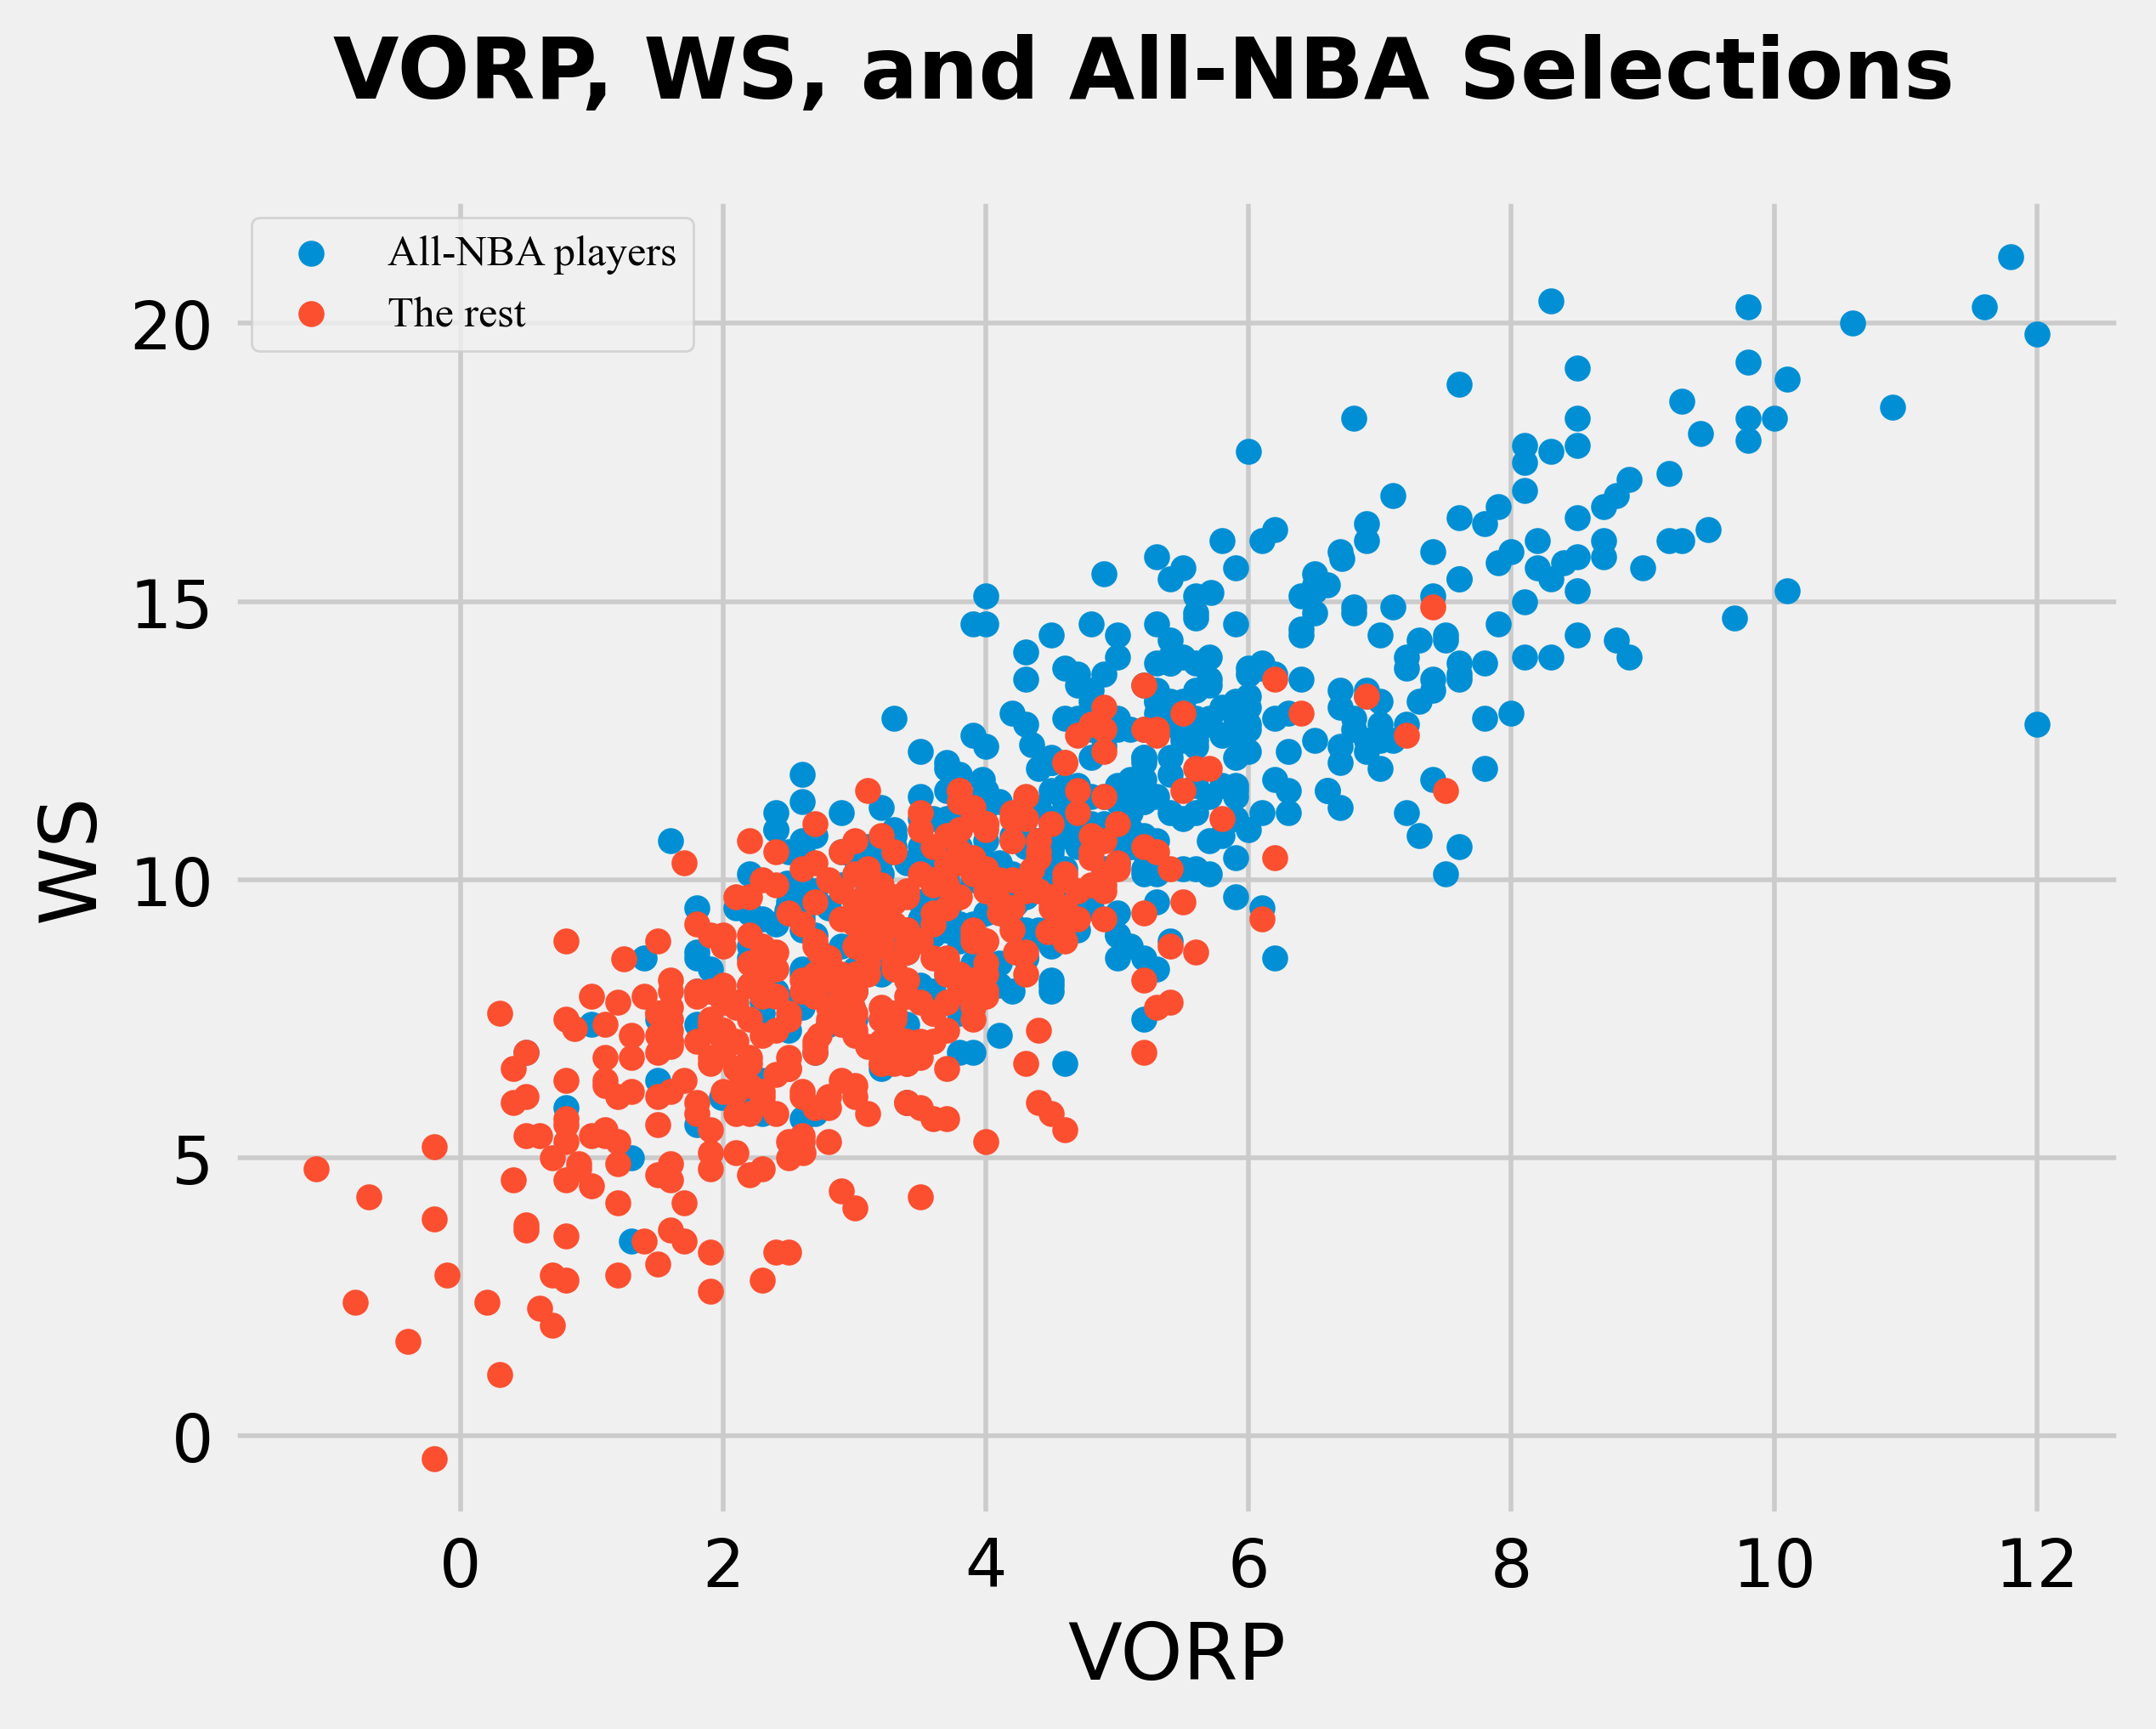 VORP, WS, and All-NBA Selections
All-NBA players
The rest
20
15
10
5
0
WS
0 2 4 6 8 10 12
VORP